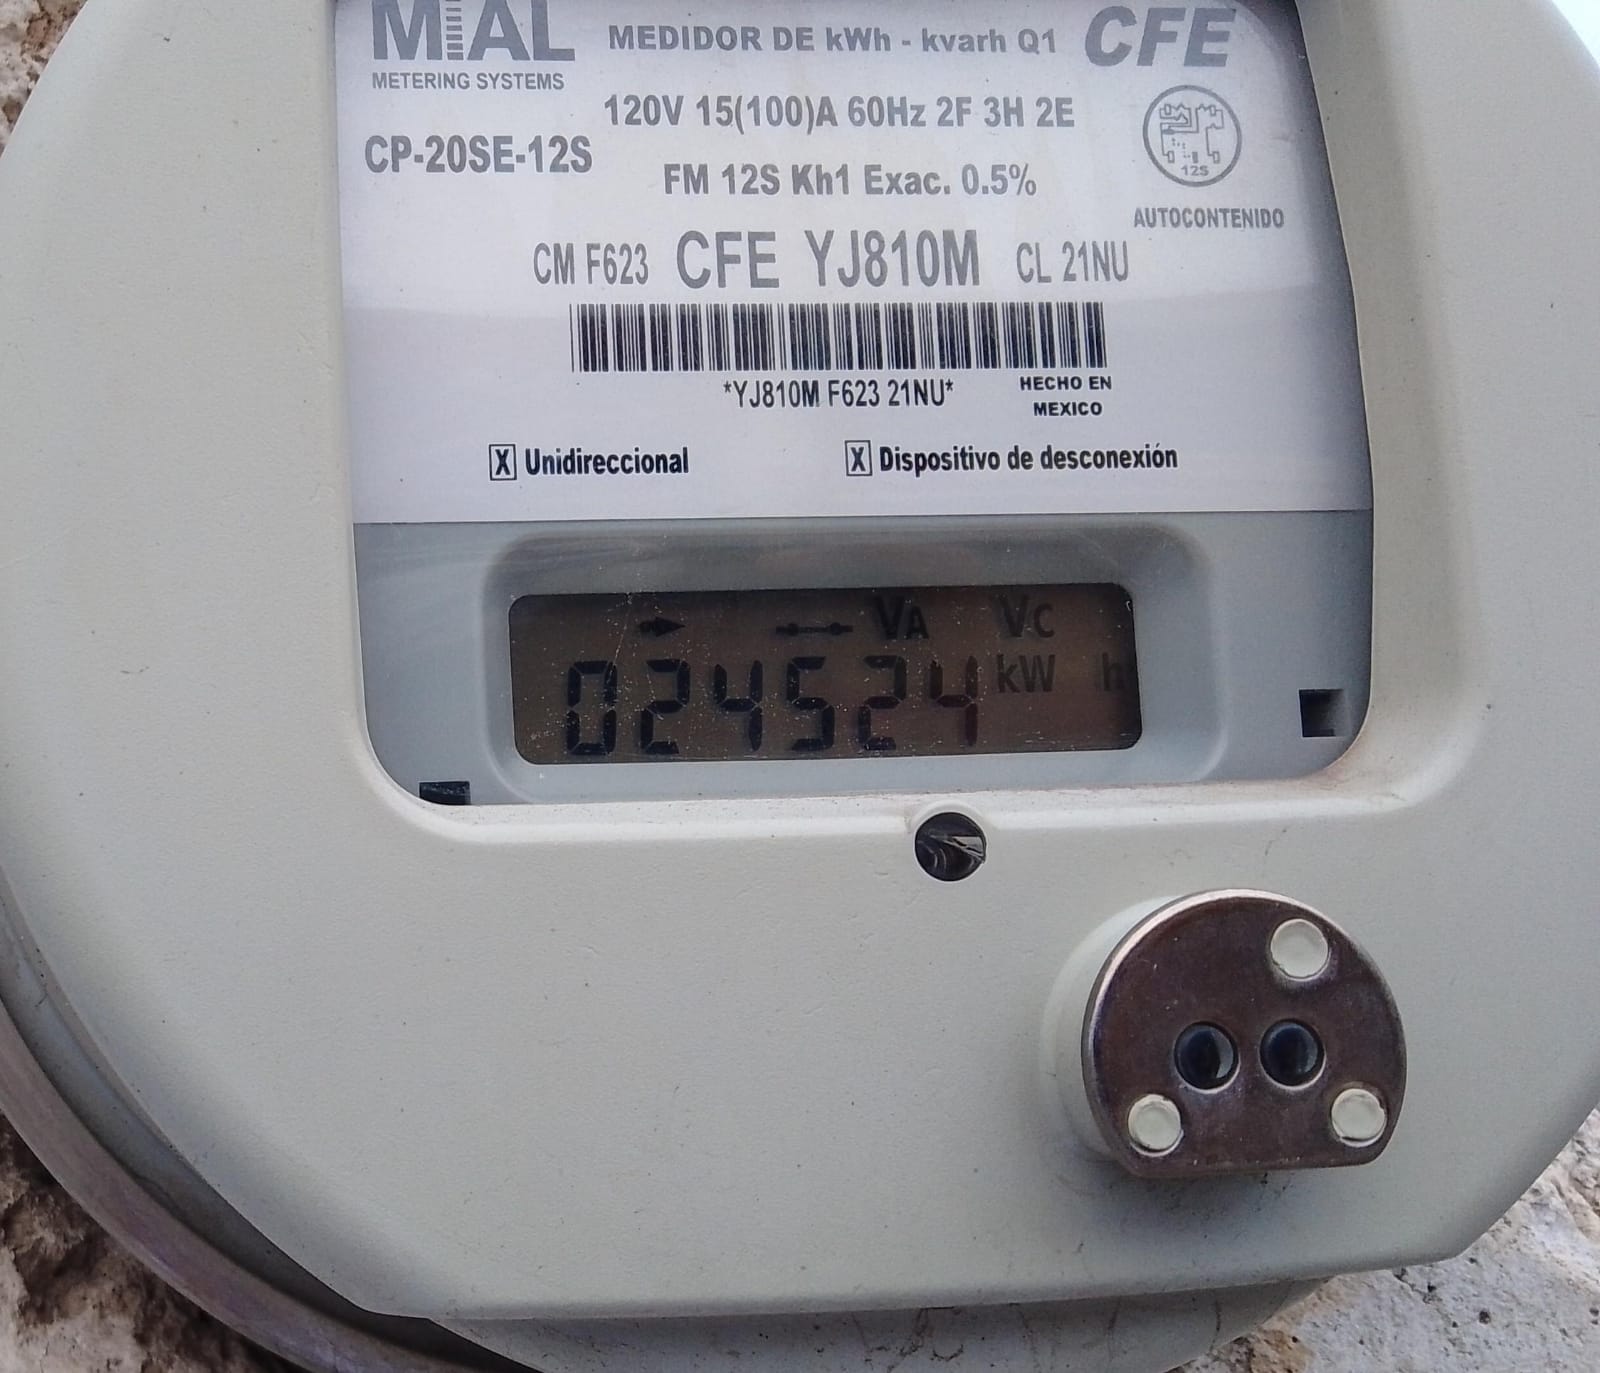 MIAL
METERING SYSTEMS
MEDIDOR DE kWh - kvarh Q1
CFE
120V 15(100)A 60Hz 2F 3H 2E
CP-20SE-12S
FM 12S Kh1 Exac. 0.5%
12S
AUTOCONTENIDO
CM F623 CFE YJ810M CL 21NU
*YJ810M F623 21NU*
HECHO EN
MEXICO
X Unidireccional
X Dispositivo de desconexión
VA VC
024524 kW h